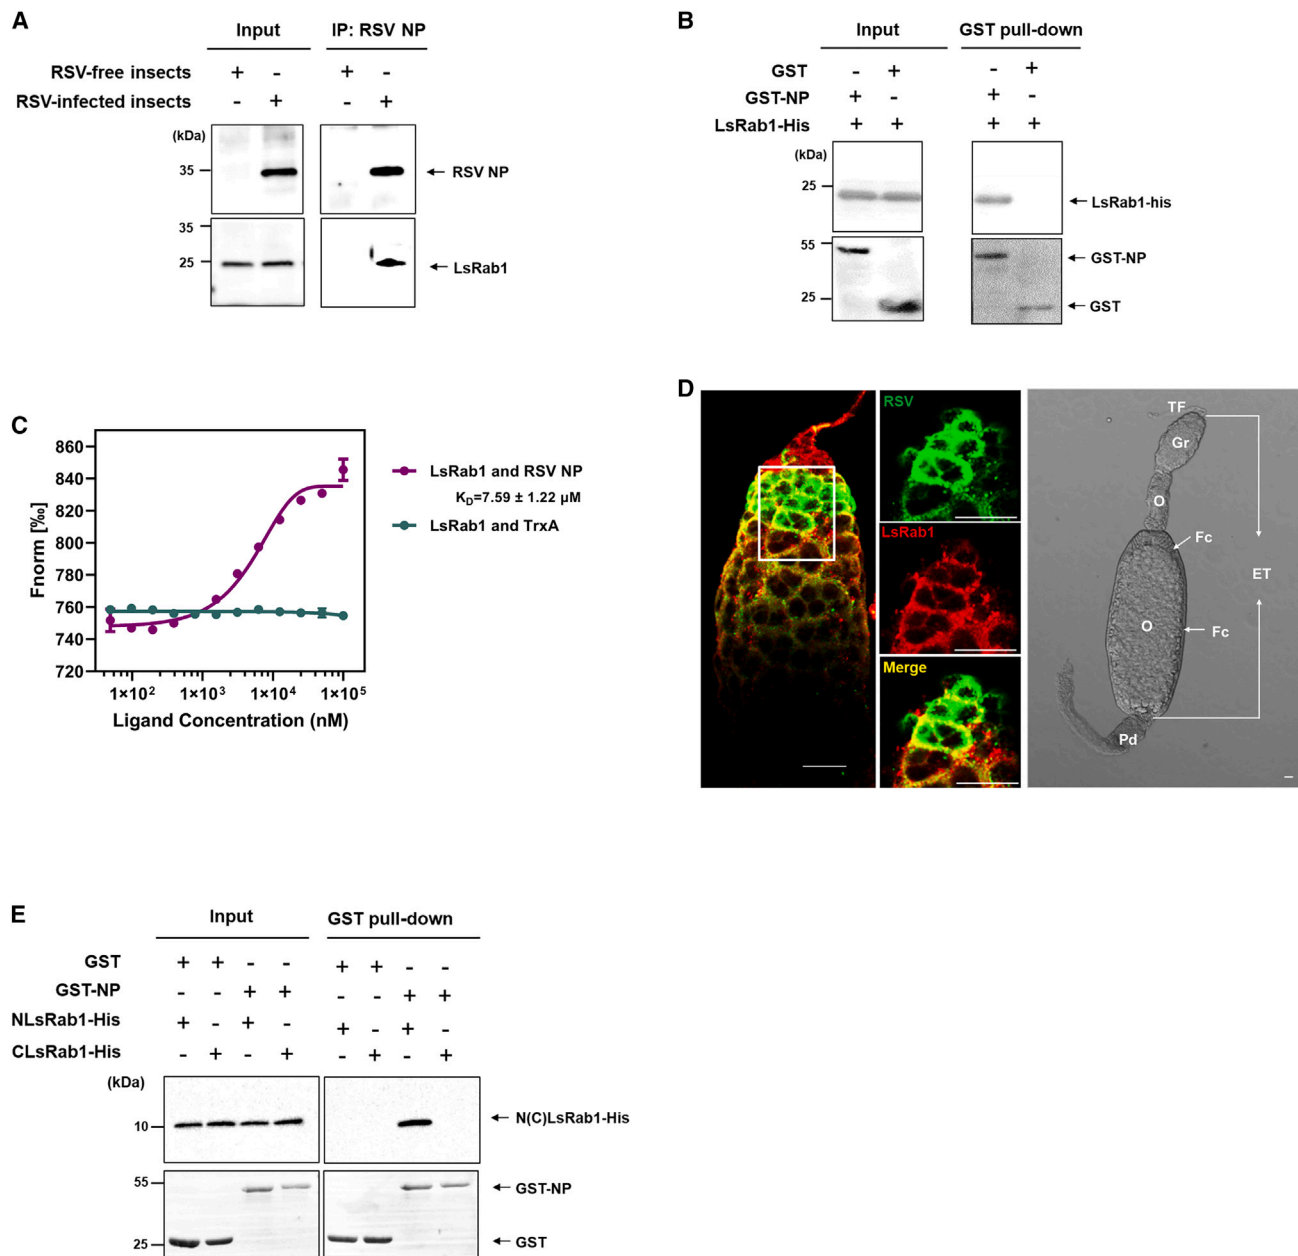 A
Input
IP: RSV NP
RSV-free insects + - + -
RSV-infected insects - + - +
(kDa)
35
RSV NP
35
25
LsRab1
B
Input
GST pull-down
GST - + - +
GST-NP + - + -
LsRab1-His + + + +
(kDa)
25
LsRab1-his
55
GST-NP
25
GST
C
860
840
820
800
780
760
740
720
Fnorm [‰]
1×10² 1×10³ 1×10⁴ 1×10⁵
Ligand Concentration (nM)
LsRab1 and RSV NP
K_D=7.59 ± 1.22 µM
LsRab1 and TrxA
D
RSV
LsRab1
Merge
TF
Gr
O
Fc
ET
O
Fc
Pd
E
Input
GST pull-down
GST + + - - + + - -
GST-NP - - + + - - + +
NLsRab1-His + - + - + - + -
CLsRab1-His - + - + - + - +
(kDa)
10
N(C)LsRab1-His
55
GST-NP
25
GST